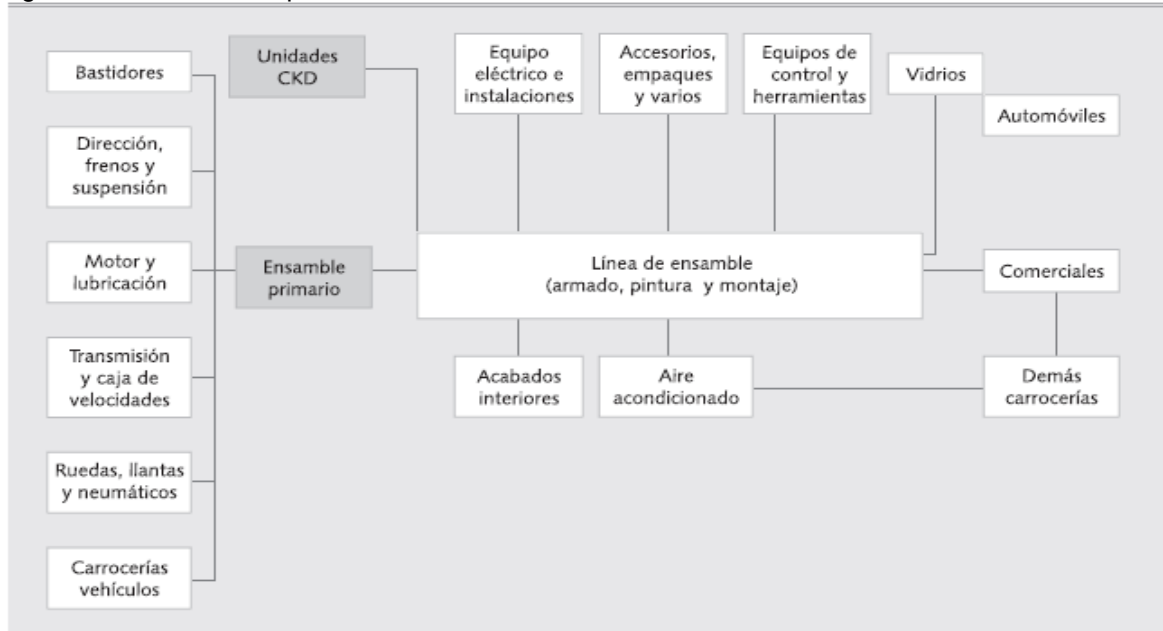 Bastidores
Unidades
CKD
Equipo
eléctrico e
instalaciones
Accesorios,
empaques
y varios
Equipos de
control y
herramientas
Vidrios
Automóviles
Dirección,
frenos y
suspensión
Motor y
lubricación
Ensamble
primario
Línea de ensamble
(armado, pintura y montaje)
Comerciales
Transmisión
y caja de
velocidades
Acabados
interiores
Aire
acondicionado
Demás
carrocerías
Ruedas, llantas
y neumáticos
Carrocerías
vehículos